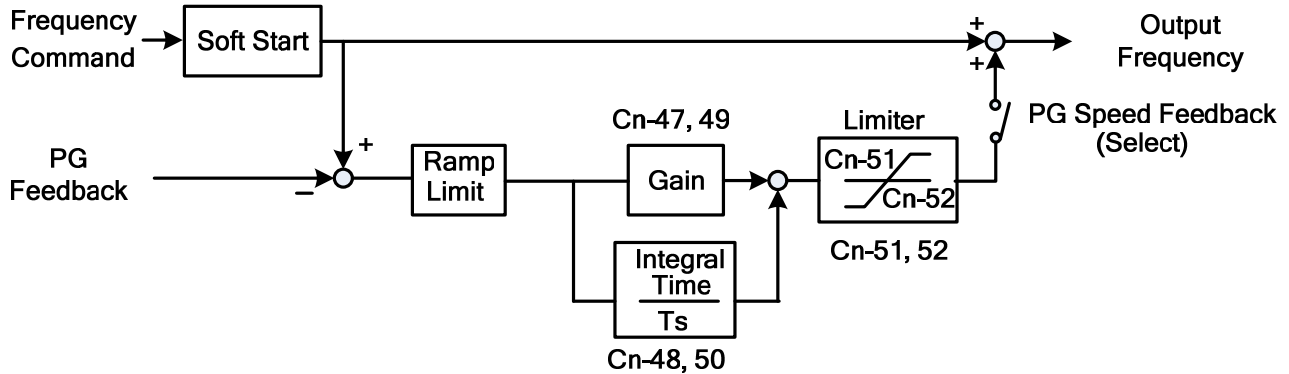 Frequency
Command
Soft Start
+
+
Output
Frequency
PG Speed Feedback
(Select)
PG
Feedback
+
−
Ramp
Limit
Cn-47, 49
Gain
Limiter
Cn-51
Cn-52
Cn-51, 52
Integral
Time
Ts
Cn-48, 50